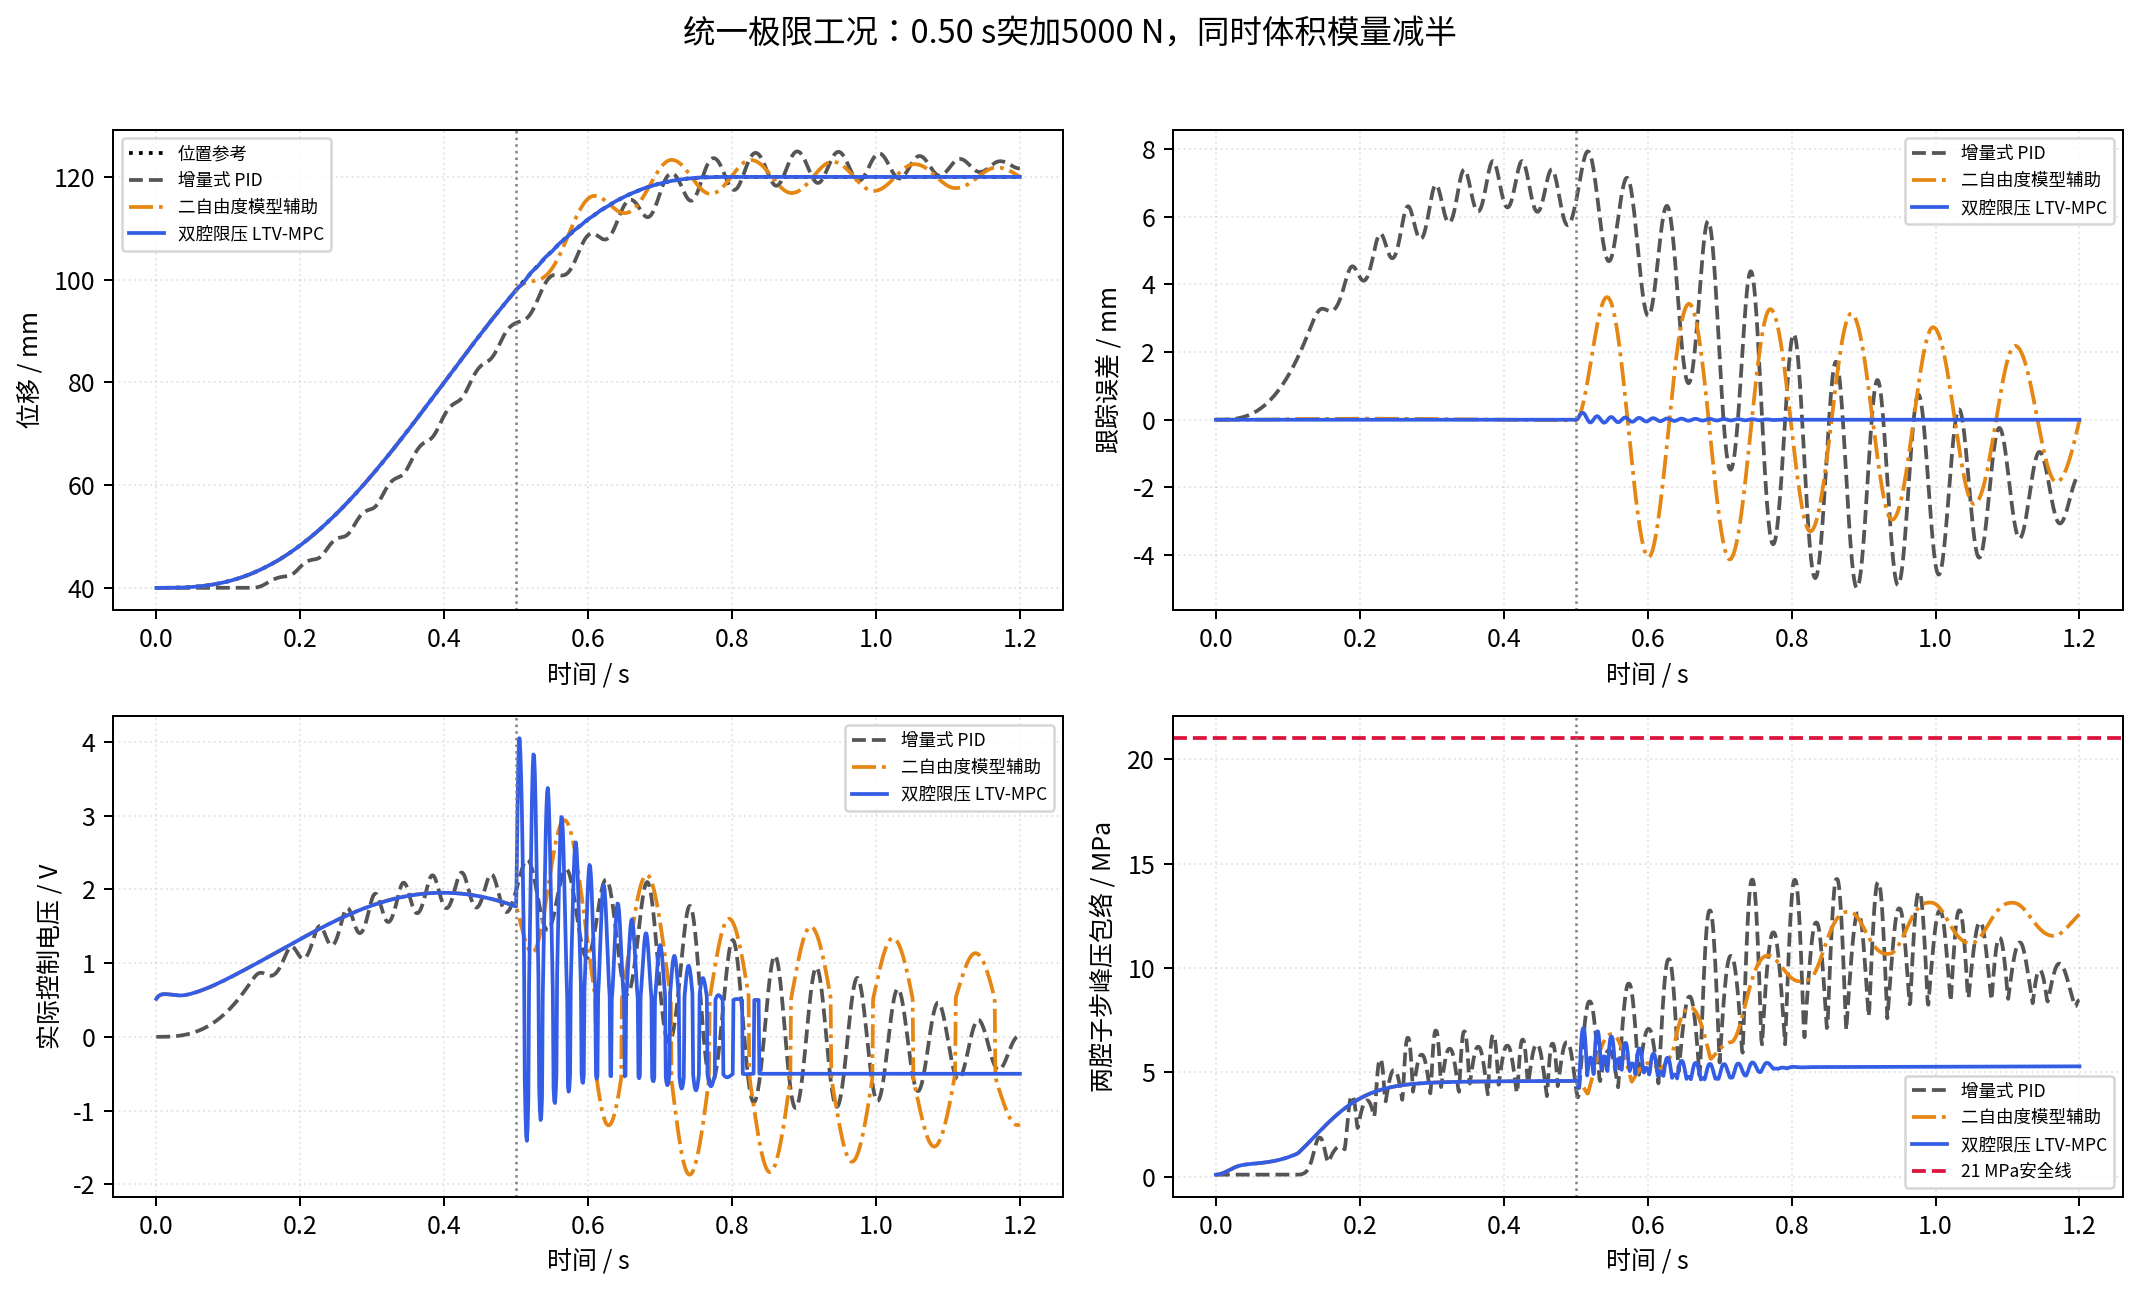 统一极限工况：0.50 s突加5000 N，同时体积模量减半
位移 / mm
120
100
80
60
40
位置参考
增量式 PID
二自由度模型辅助
双腔限压 LTV-MPC
0.0 0.2 0.4 0.6 0.8 1.0 1.2
时间 / s
跟踪误差 / mm
8
6
4
2
0
-2
-4
增量式 PID
二自由度模型辅助
双腔限压 LTV-MPC
0.0 0.2 0.4 0.6 0.8 1.0 1.2
时间 / s
实际控制电压 / V
4
3
2
1
0
-1
-2
增量式 PID
二自由度模型辅助
双腔限压 LTV-MPC
0.0 0.2 0.4 0.6 0.8 1.0 1.2
时间 / s
两腔子步峰压包络 / MPa
20
15
10
5
0
增量式 PID
二自由度模型辅助
双腔限压 LTV-MPC
21 MPa安全线
0.0 0.2 0.4 0.6 0.8 1.0 1.2
时间 / s